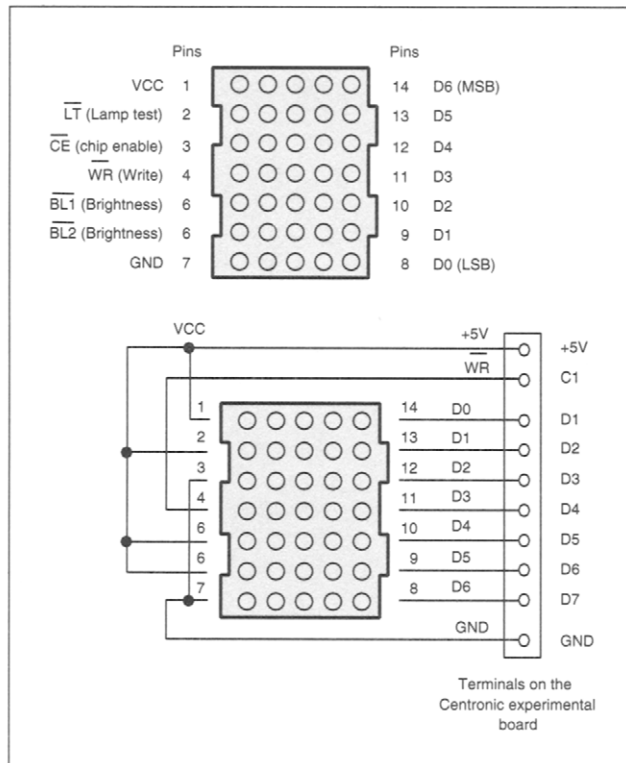 Pins Pins
VCC 1 14 D6 (MSB)
LT (Lamp test) 2 13 D5
CE (chip enable) 3 12 D4
WR (Write) 4 11 D3
BL1 (Brightness) 6 10 D2
BL2 (Brightness) 6 9 D1
GND 7 8 D0 (LSB)
VCC +5V +5V
WR C1
1 14 D0 D1
2 13 D1 D2
3 12 D2 D3
4 11 D3 D4
6 10 D4 D5
6 9 D5 D6
7 8 D6 D7
GND GND
Terminals on the
Centronic experimental
board